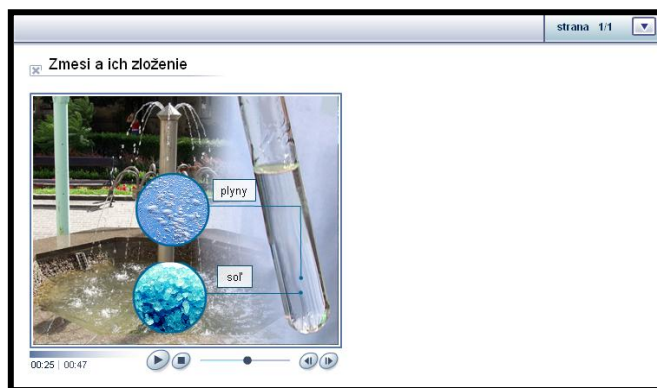 strana 1/1
Zmesi a ich zloženie
plyny
soľ
00:25 | 00:47